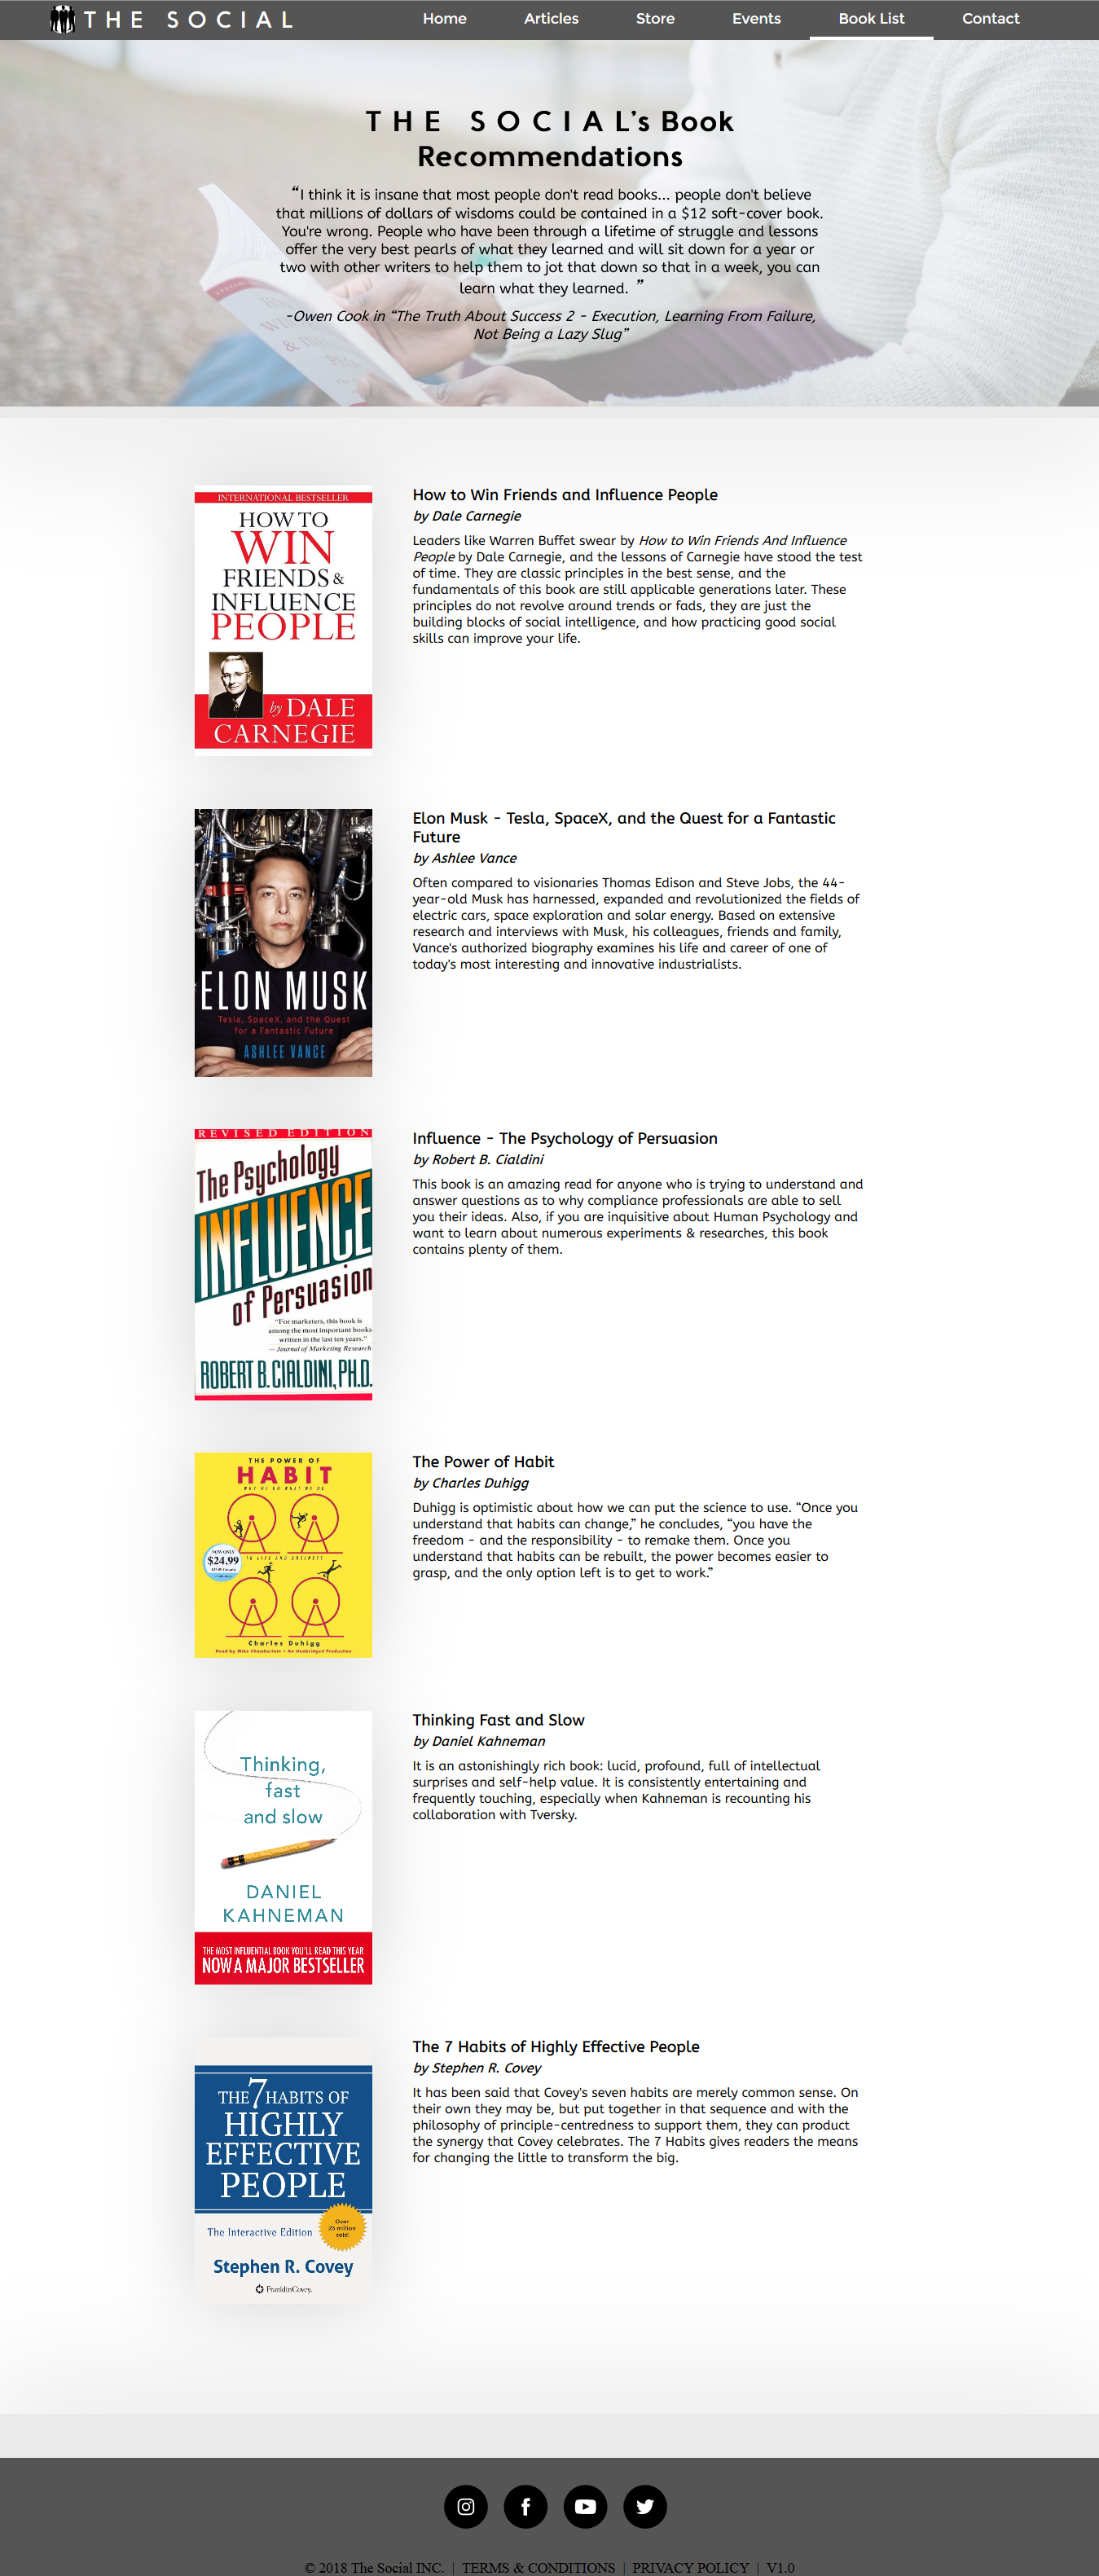 THE SOCIAL
Home Articles Store Events Book List Contact
THE SOCIAL's Book
Recommendations
“I think it is insane that most people don't read books... people don't believe
that millions of dollars of wisdoms could be contained in a $12 soft-cover book.
You're wrong. People who have been through a lifetime of struggle and lessons
offer the very best pearls of what they learned and will sit down for a year or
two with other writers to help them to jot that down so that in a week, you can
learn what they learned. ”
-Owen Cook in “The Truth About Success 2 - Execution, Learning From Failure,
Not Being a Lazy Slug”
INTERNATIONAL BESTSELLER
HOW TO
WIN
FRIENDS &
INFLUENCE
PEOPLE
by DALE
CARNEGIE
How to Win Friends and Influence People
by Dale Carnegie
Leaders like Warren Buffet swear by How to Win Friends And Influence
People by Dale Carnegie, and the lessons of Carnegie have stood the test
of time. They are classic principles in the best sense, and the
fundamentals of this book are still applicable generations later. These
principles do not revolve around trends or fads, they are just the
building blocks of social intelligence, and how practicing good social
skills can improve your life.
ELON MUSK
Tesla, SpaceX, and the Quest
for a Fantastic Future
ASHLEE VANCE
Elon Musk - Tesla, SpaceX, and the Quest for a Fantastic
Future
by Ashlee Vance
Often compared to visionaries Thomas Edison and Steve Jobs, the 44-
year-old Musk has harnessed, expanded and revolutionized the fields of
electric cars, space exploration and solar energy. Based on extensive
research and interviews with Musk, his colleagues, friends and family,
Vance's authorized biography examines his life and career of one of
today's most interesting and innovative industrialists.
REVISED EDITION
The Psychology
INFLUENCE
of Persuasion
"For marketers, this book is
among the most important books
written in the last ten years."
— Journal of Marketing Research
ROBERT B. CIALDINI, PH.D.
Influence - The Psychology of Persuasion
by Robert B. Cialdini
This book is an amazing read for anyone who is trying to understand and
answer questions as to why compliance professionals are able to sell
you their ideas. Also, if you are inquisitive about Human Psychology and
want to learn about numerous experiments & researches, this book
contains plenty of them.
THE POWER OF
HABIT
WHY WE DO WHAT WE DO
NOW ONLY
$24.99
IN LIFE AND BUSINESS
Charles Duhigg
Read by Mike Chamberlain • An Unabridged Production
The Power of Habit
by Charles Duhigg
Duhigg is optimistic about how we can put the science to use. “Once you
understand that habits can change,” he concludes, “you have the
freedom - and the responsibility - to remake them. Once you
understand that habits can be rebuilt, the power becomes easier to
grasp, and the only option left is to get to work.”
Thinking,
fast
and slow
DANIEL
KAHNEMAN
THE MOST INFLUENTIAL BOOK YOU'LL READ THIS YEAR
NOW A MAJOR BESTSELLER
Thinking Fast and Slow
by Daniel Kahneman
It is an astonishingly rich book: lucid, profound, full of intellectual
surprises and self-help value. It is consistently entertaining and
frequently touching, especially when Kahneman is recounting his
collaboration with Tversky.
THE 7 HABITS OF
HIGHLY
EFFECTIVE
PEOPLE
The Interactive Edition
Over
25 million
sold!
Stephen R. Covey
FranklinCovey.
The 7 Habits of Highly Effective People
by Stephen R. Covey
It has been said that Covey's seven habits are merely common sense. On
their own they may be, but put together in that sequence and with the
philosophy of principle-centredness to support them, they can product
the synergy that Covey celebrates. The 7 Habits gives readers the means
for changing the little to transform the big.
© 2018 The Social INC. | TERMS & CONDITIONS | PRIVACY POLICY | V1.0